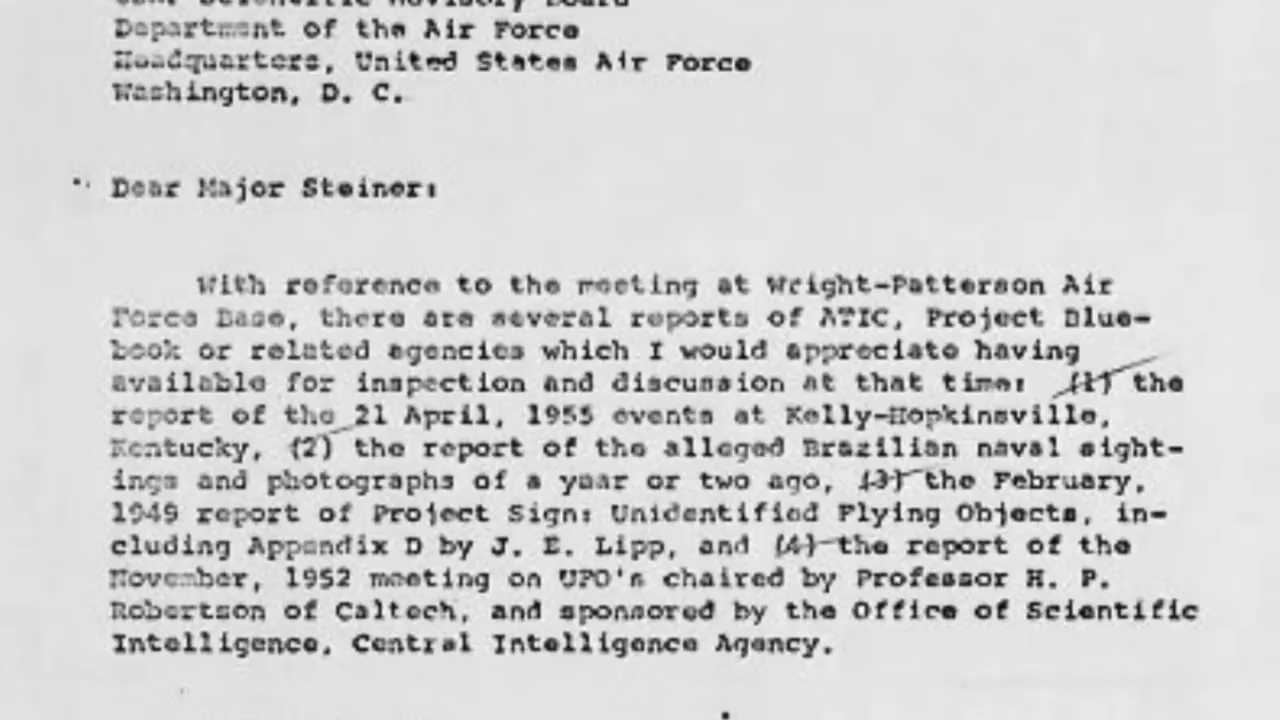 Scientific Advisory Board
Department of the Air Force
Headquarters, United States Air Force
Washington, D. C.
Dear Major Steiner:
With reference to the meeting at Wright-Patterson Air
Force Base, there are several reports of ATIC, Project Blue-
book or related agencies which I would appreciate having
available for inspection and discussion at that time: (1) the
report of the 21 April, 1955 events at Kelly-Hopkinsville,
Kentucky, (2) the report of the alleged Brazilian naval sight-
ings and photographs of a year or two ago, (3) the February,
1949 report of Project Sign: Unidentified Flying Objects, in-
cluding Appendix D by J. E. Lipp, and (4) the report of the
November, 1952 meeting on UFO's chaired by Professor H. P.
Robertson of Caltech, and sponsored by the Office of Scientific
Intelligence, Central Intelligence Agency.